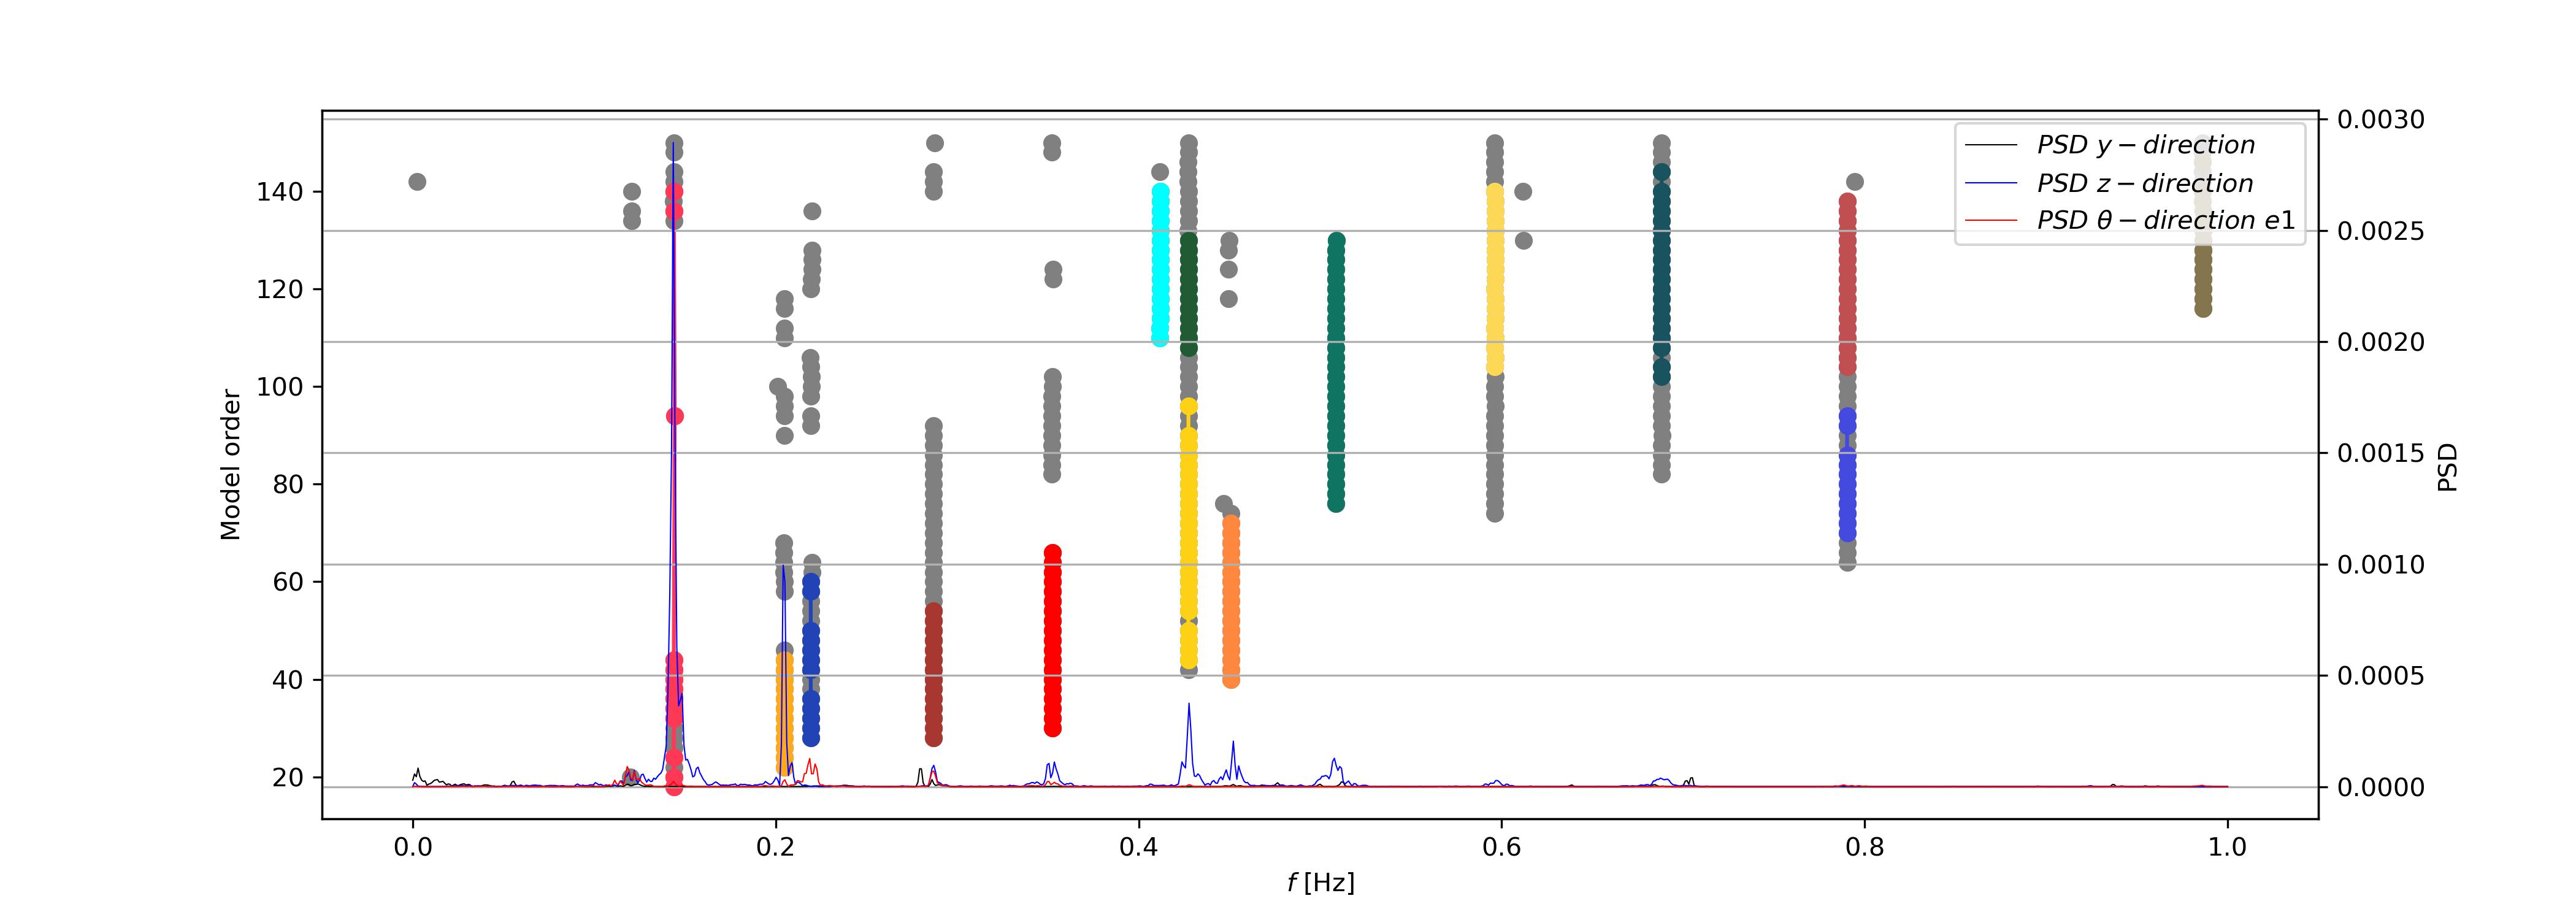 PSD y − direction
PSD z − direction
PSD θ − direction e1
Model order
140
120
100
80
60
40
20
0.0030
0.0025
0.0020
0.0015
0.0010
0.0005
0.0000
PSD
0.0 0.2 0.4 0.6 0.8 1.0
f [Hz]